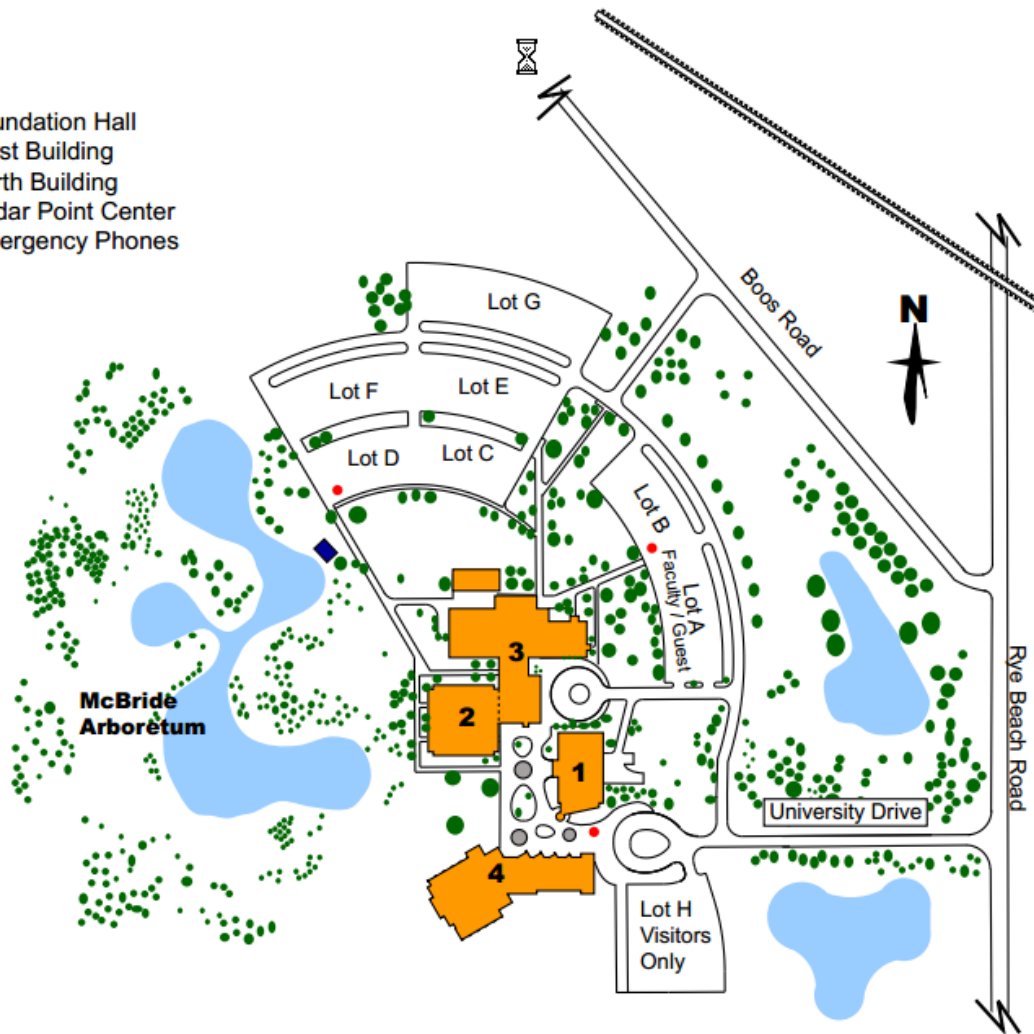 undation Hall
st Building
rth Building
dar Point Center
ergency Phones
N
Boos Road
Lot G
Lot F
Lot E
Lot D
Lot C
Lot B
Lot A
Faculty / Guest
3
2
1
4
McBride
Arboretum
Rye Beach Road
University Drive
Lot H
Visitors
Only